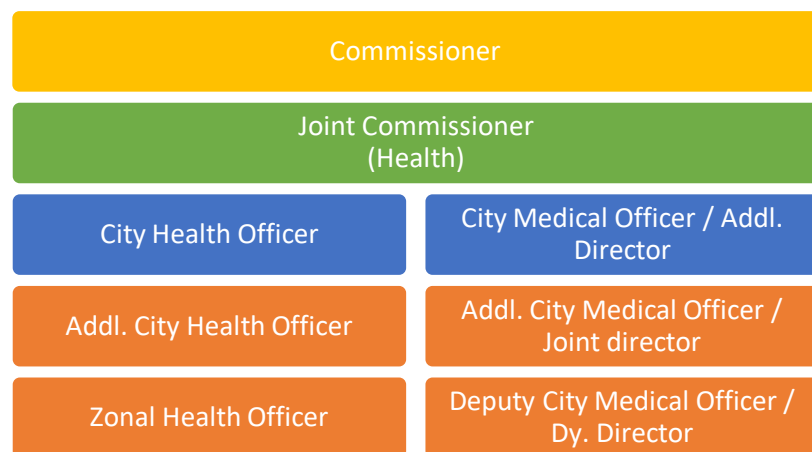 Commissioner
Joint Commissioner
(Health)
City Health Officer
City Medical Officer / Addl.
Director
Addl. City Health Officer
Addl. City Medical Officer /
Joint director
Zonal Health Officer
Deputy City Medical Officer /
Dy. Director